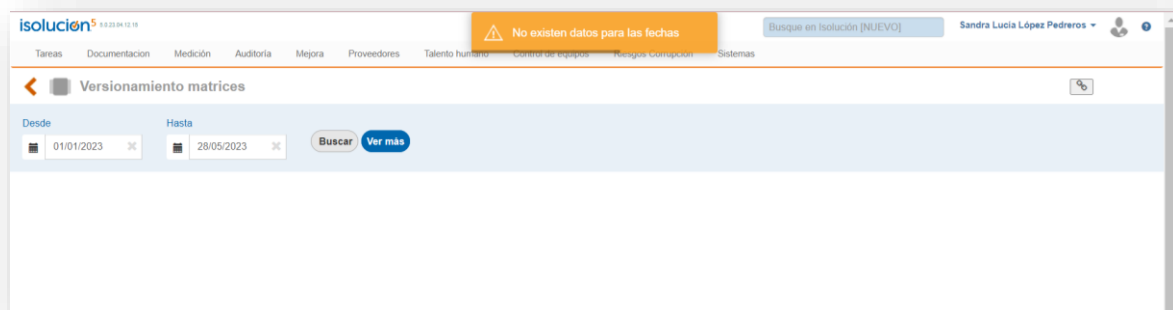 isolución5 5.0.23.04.12.18
No existen datos para las fechas
Busque en Isolución [NUEVO]
Sandra Lucia López Pedreros
Tareas Documentacion Medición Auditoría Mejora Proveedores Talento humano Control de equipos Riesgos Corrupción Sistemas
Versionamiento matrices
Desde Hasta
01/01/2023 28/05/2023 Buscar Ver más